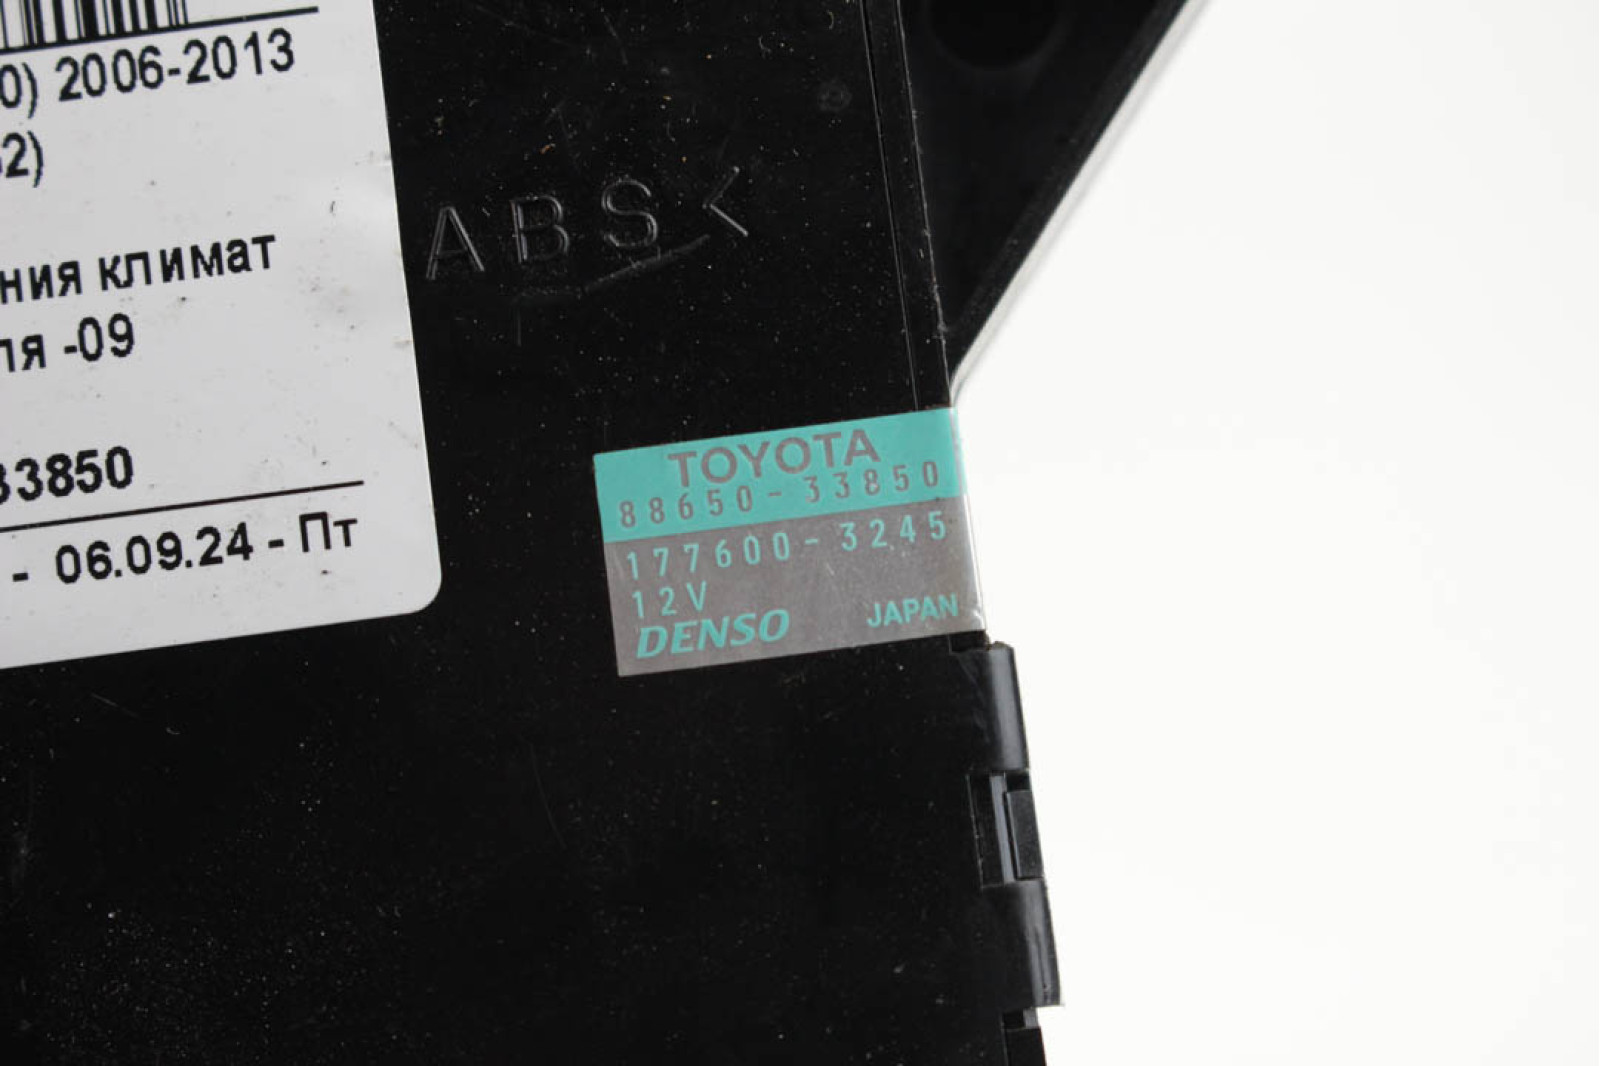 0) 2006-2013
2)
ния климат
ля -09
33850
- 06.09.24 - Пт
ABS<
TOYOTA
88650-33850
177600-3245
12V
DENSO JAPAN